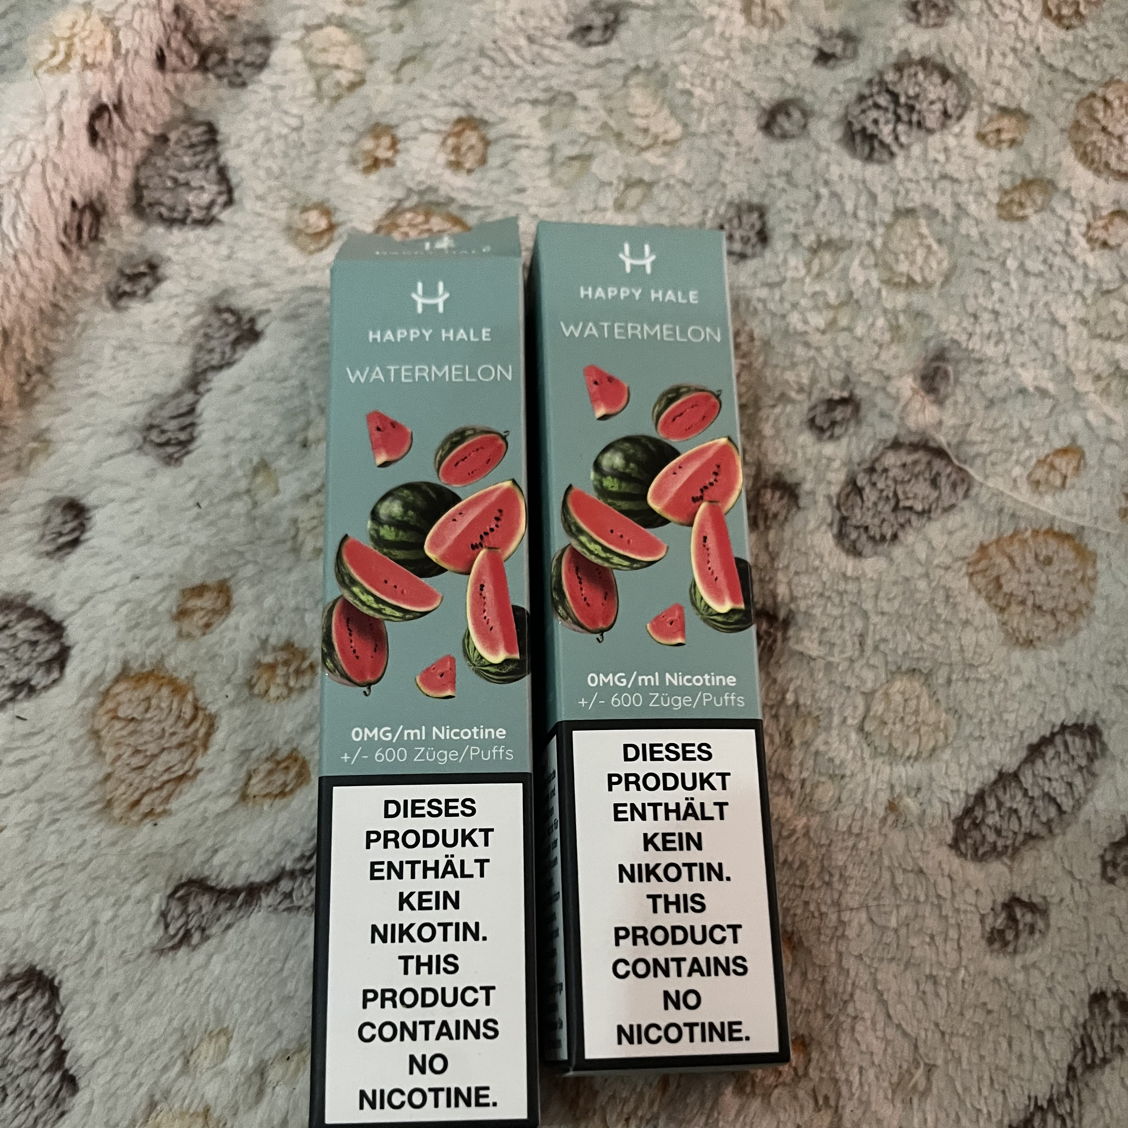 HAPPY HALE
WATERMELON
0MG/ml Nicotine
+/- 600 Züge/Puffs
DIESES
PRODUKT
ENTHÄLT
KEIN
NIKOTIN.
THIS
PRODUCT
CONTAINS
NO
NICOTINE.
HAPPY HALE
WATERMELON
0MG/ml Nicotine
+/- 600 Züge/Puffs
DIESES
PRODUKT
ENTHÄLT
KEIN
NIKOTIN.
THIS
PRODUCT
CONTAINS
NO
NICOTINE.